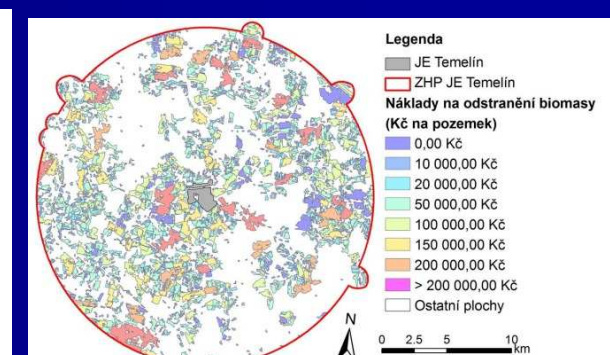 Legenda
JE Temelín
ZHP JE Temelín
Náklady na odstranění biomasy
(Kč na pozemek)
0,00 Kč
10 000,00 Kč
20 000,00 Kč
50 000,00 Kč
100 000,00 Kč
150 000,00 Kč
200 000,00 Kč
> 200 000,00 Kč
Ostatní plochy
N
0 2.5 5 10
km